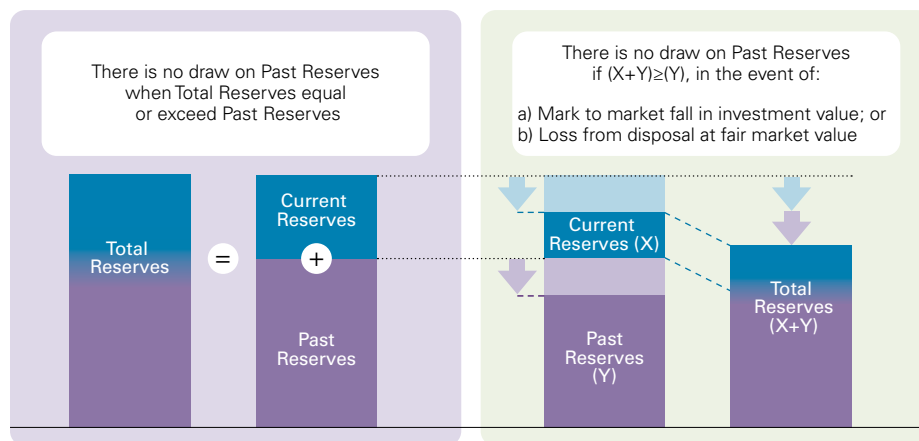 There is no draw on Past Reserves
when Total Reserves equal
or exceed Past Reserves
Total
Reserves
=
Current
Reserves
+
Past
Reserves
There is no draw on Past Reserves
if (X+Y)≥(Y), in the event of:
a) Mark to market fall in investment value; or
b) Loss from disposal at fair market value
Current
Reserves (X)
Past
Reserves
(Y)
Total
Reserves
(X+Y)